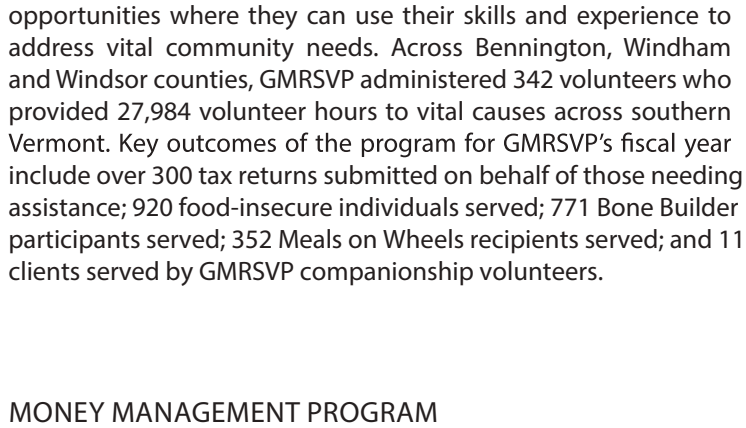 opportunities where they can use their skills and experience to
address vital community needs. Across Bennington, Windham
and Windsor counties, GMRSVP administered 342 volunteers who
provided 27,984 volunteer hours to vital causes across southern
Vermont. Key outcomes of the program for GMRSVP’s fiscal year
include over 300 tax returns submitted on behalf of those needing
assistance; 920 food-insecure individuals served; 771 Bone Builder
participants served; 352 Meals on Wheels recipients served; and 11
clients served by GMRSVP companionship volunteers.
MONEY MANAGEMENT PROGRAM